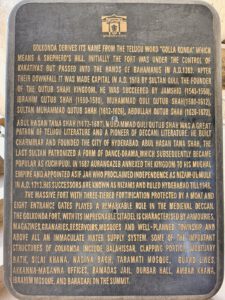 GOLKONDA DERIVES ITS NAME FROM THE TELUGU WORD "GOLLA KONDA" WHICH
MEANS A SHEPHERD'S HILL. INITIALLY THE FORT WAS UNDER THE CONTROL OF
KAKATIYAS BUT PASSED INTO THE HANDS OF BAHAMANIS IN A.D. 1363. AFTER
THEIR DOWNFALL IT WAS MADE CAPITAL IN A.D. 1518 BY SULTAN QULI, THE FOUNDER
OF THE QUTUB SHAHI KINGDOM. HE WAS SUCCEEDED BY JAMSHID (1543-1550),
IBRAHIM QUTUB SHAH (1550-1580), MUHAMMAD QULI QUTUB SHAH (1580-1612),
SULTAN MUHAMMAD QUTUB SHAH (1612-1626), ABDULLAH QUTUB SHAH (1626-1672),
ABUL HASAN TANA SHAH (1672-1687). MUHAMMAD QULI QUTUB SHAH WAS A GREAT
PATRON OF TELUGU LITERATURE AND A PIONEER OF DECCANI LITERATURE. HE BUILT
CHARMINAR AND FOUNDED THE CITY OF HYDERABAD. ABUL HASAN TANA SHAH, THE
LAST SULTAN PATRONIZED A FORM OF DANCE-DRAMA, WHICH SUBSEQUENTLY BECAME
POPULAR AS KUCHIPUDI. IN 1687 AURANGAZEB ANNEXED THE KINGDOM TO HIS MUGHAL
EMPIRE AND APPOINTED ASIF JAH WHO PROCLAIMED INDEPENDENCE AS NIZAM-UL-MULK
IN A.D. 1713. HIS SUCCESSORS ARE KNOWN AS NIZAMS AND RULED HYDERABAD TILL 1948.
THE MASSIVE FORT WITH THREE TIERED FORTIFICATION PROTECTED BY A MOAT AND
EIGHT ENTRANCE GATES PLAYED A REMARKABLE ROLE IN THE MEDIEVAL DECCAN.
THE GOLKONDA FORT, WITH ITS IMPREGNABLE CITADEL IS CHARACTERISED BY ARMOURIES,
MAGAZINES, GRANARIES, RESERVOIRS, MOSQUES AND WELL-PLANNED TOWNSHIP AND
ABOVE ALL AN IMMACULATE WATER SUPPLY SYSTEM. SOME OF THE IMPORTANT
STRUCTURES OF GOLKONDA INCLUDE BALAHISAR, CLAPPING PORTICO, MORTUARY
BATH, SILAI KHANA, NAGINA BAGH, TARAMATI MOSQUE, GUARD LINES,
AKKANNA-MADANNA OFFICES, RAMADAS JAIL, DURBAR HALL, AMBAR KHANA,
IBRAHIM MOSQUE, AND BARADARI ON THE SUMMIT.